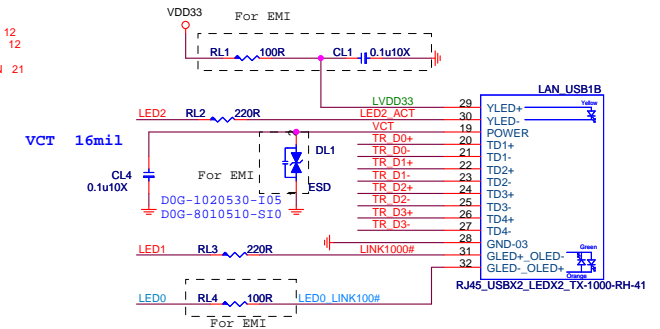 12
12
N 21
VDD33
For EMI
RL1 100R CL1 0.1u10X
LAN_USB1B
LVDD33 29 YLED+ Yellow
LED2 RL2 220R LED2_ACT 30 YLED-
VCT 19 POWER
VCT 16mil
TR_D0+ 20 TD1+
TR_D0- 21 TD1-
TR_D1+ 22 TD2+
TR_D1- 23 TD2-
TR_D2+ 24 TD3+
TR_D2- 25 TD3-
TR_D3+ 26 TD4+
TR_D3- 27 TD4-
28 GND-03
2
DL1
For EMI
1
ESD
CL4
0.1u10X
D0G-1020530-I05
D0G-8010510-SI0
LED1 RL3 220R LINK1000# 31 GLED+_OLED- Green
32 GLED-_OLED+ Orange
RJ45_USBX2_LEDX2_TX-1000-RH-41
LED0 RL4 100R LED0_LINK100#
For EMI